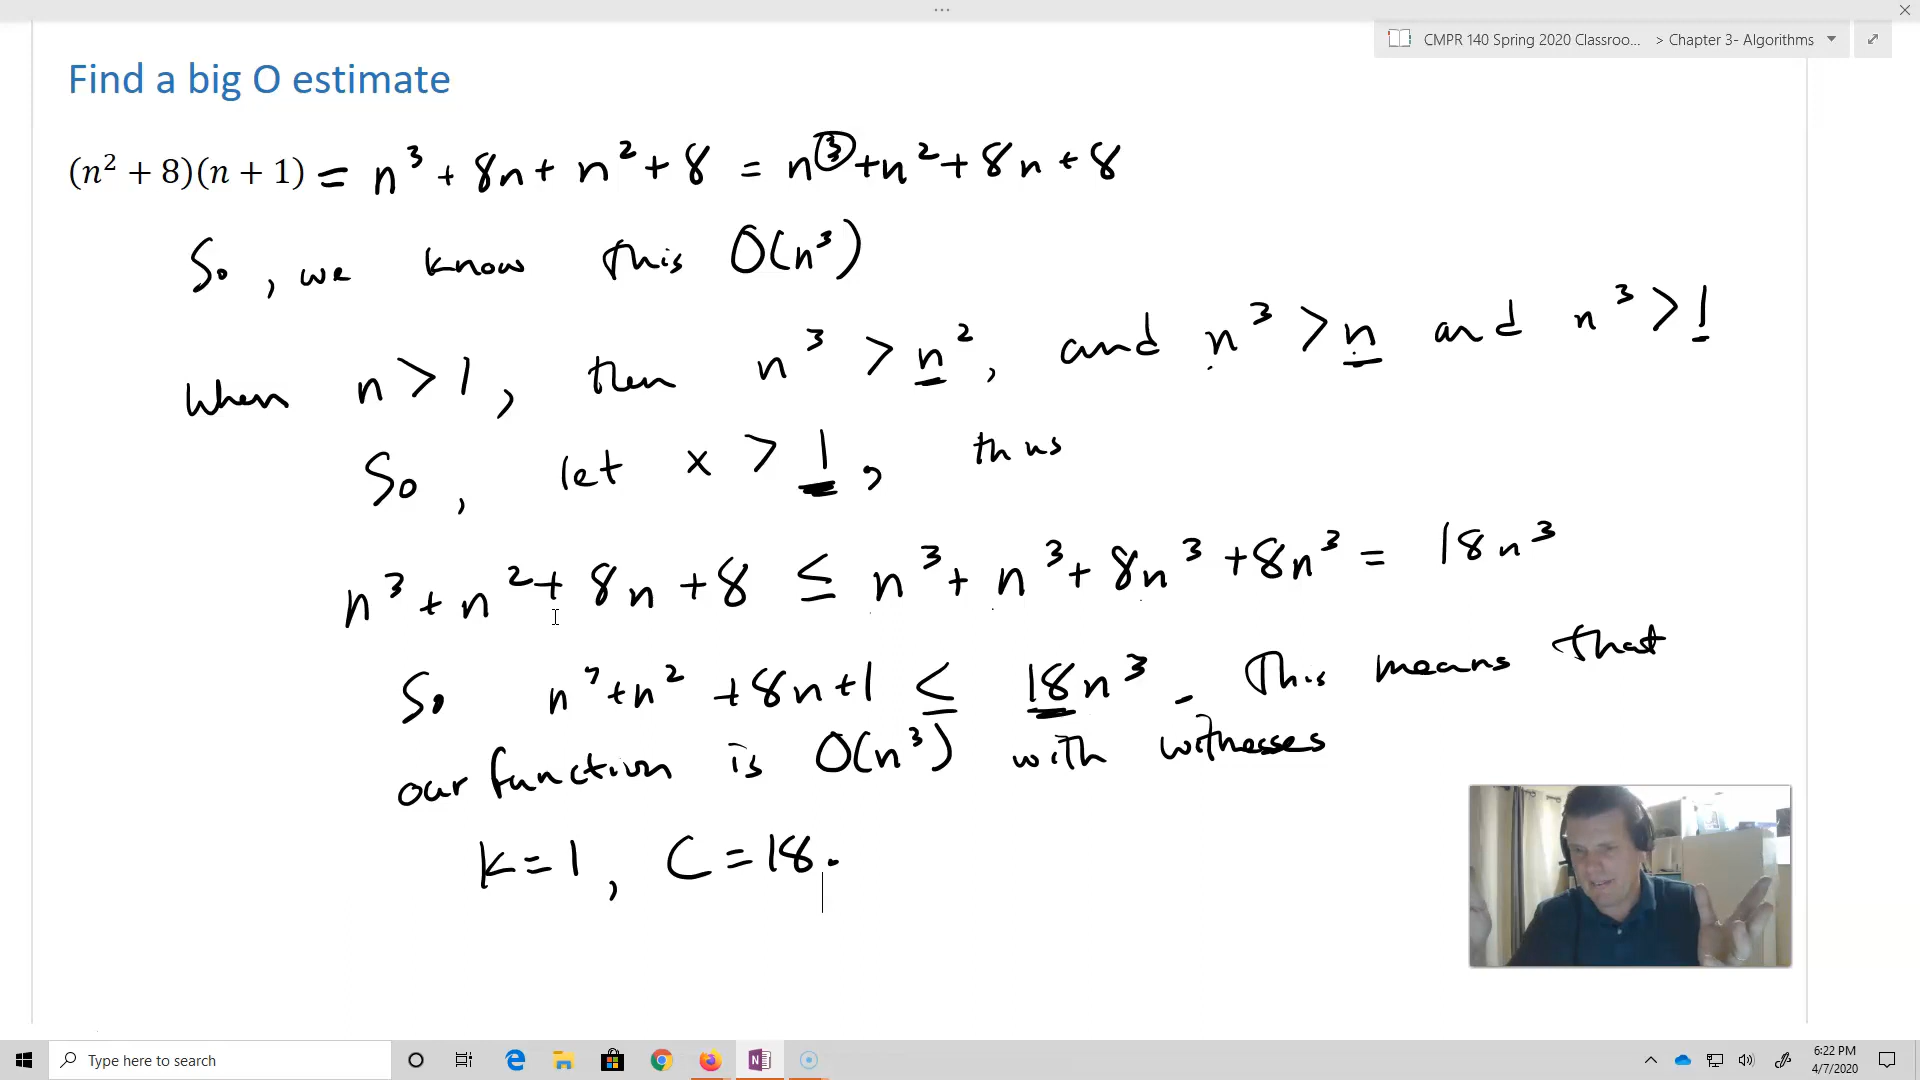 CMPR 140 Spring 2020 Classroo... > Chapter 3- Algorithms
Find a big O estimate
(n² + 8)(n + 1) = n³ + 8n + n² + 8 = n³ + n² + 8n + 8
So, we know this O(n³)
When n > 1, then n³ > n², and n³ > n and n³ > 1
So, let x > 1, thus
n³ + n² + 8n + 8 ≤ n³ + n³ + 8n³ + 8n³ = 18n³
So n³ + n² + 8n + 1 ≤ 18n³. This means that
our function is O(n³) with witnesses
K = 1, C = 18.
Type here to search
6:22 PM
4/7/2020